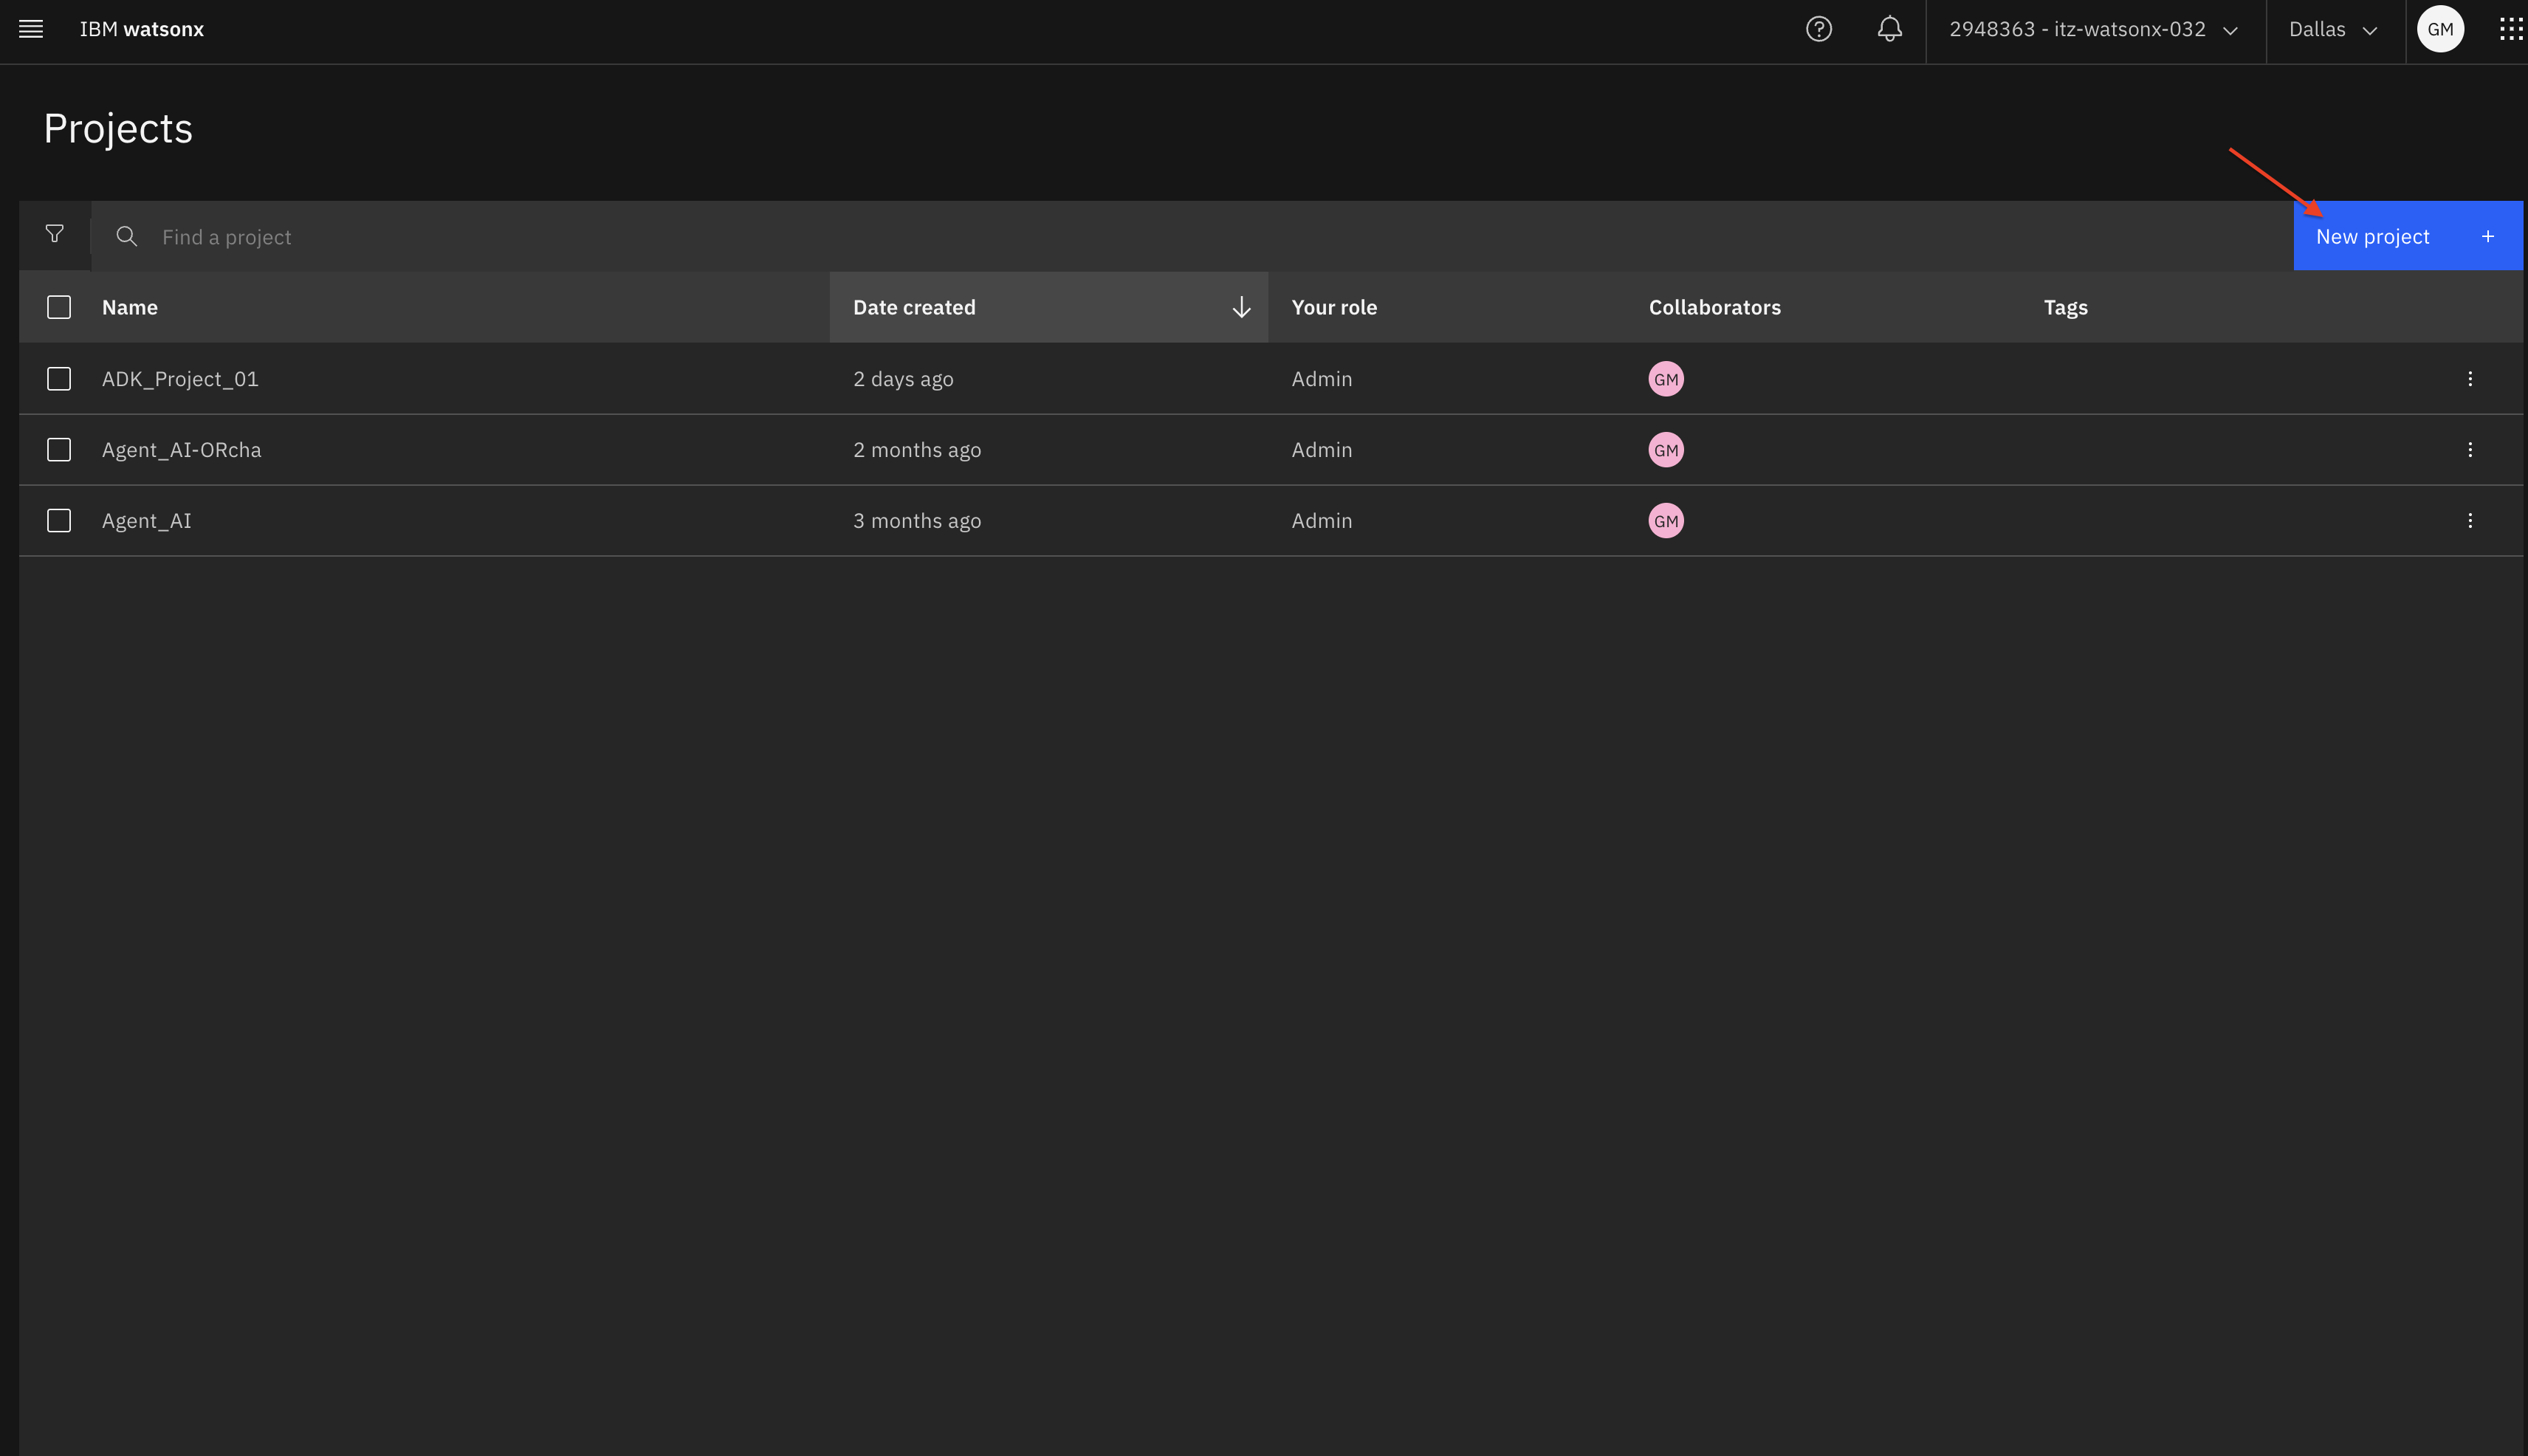 IBM watsonx
2948363 - itz-watsonx-032
Dallas
GM
Projects
Find a project
New project +
Name Date created Your role Collaborators Tags
ADK_Project_01 2 days ago Admin GM
Agent_AI-ORcha 2 months ago Admin GM
Agent_AI 3 months ago Admin GM